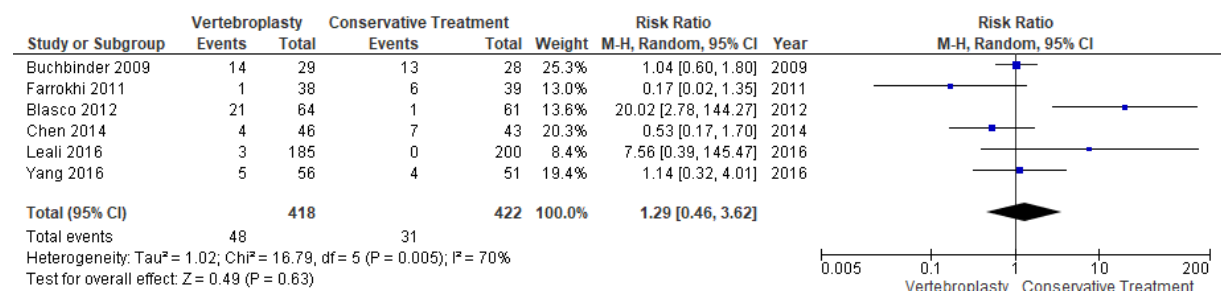 Vertebroplasty Conservative Treatment Risk Ratio Risk Ratio
Study or Subgroup Events Total Events Total Weight M-H, Random, 95% CI Year M-H, Random, 95% CI
Buchbinder 2009 14 29 13 28 25.3% 1.04 [0.60, 1.80] 2009
Farrokhi 2011 1 38 6 39 13.0% 0.17 [0.02, 1.35] 2011
Blasco 2012 21 64 1 61 13.6% 20.02 [2.78, 144.27] 2012
Chen 2014 4 46 7 43 20.3% 0.53 [0.17, 1.70] 2014
Leali 2016 3 185 0 200 8.4% 7.56 [0.39, 145.47] 2016
Yang 2016 5 56 4 51 19.4% 1.14 [0.32, 4.01] 2016
Total (95% CI) 418 422 100.0% 1.29 [0.46, 3.62]
Total events 48 31
Heterogeneity: Tau² = 1.02; Chi² = 16.79, df = 5 (P = 0.005); I² = 70%
Test for overall effect: Z = 0.49 (P = 0.63)
0.005 0.1 1 10 200
Vertebroplasty Conservative Treatment